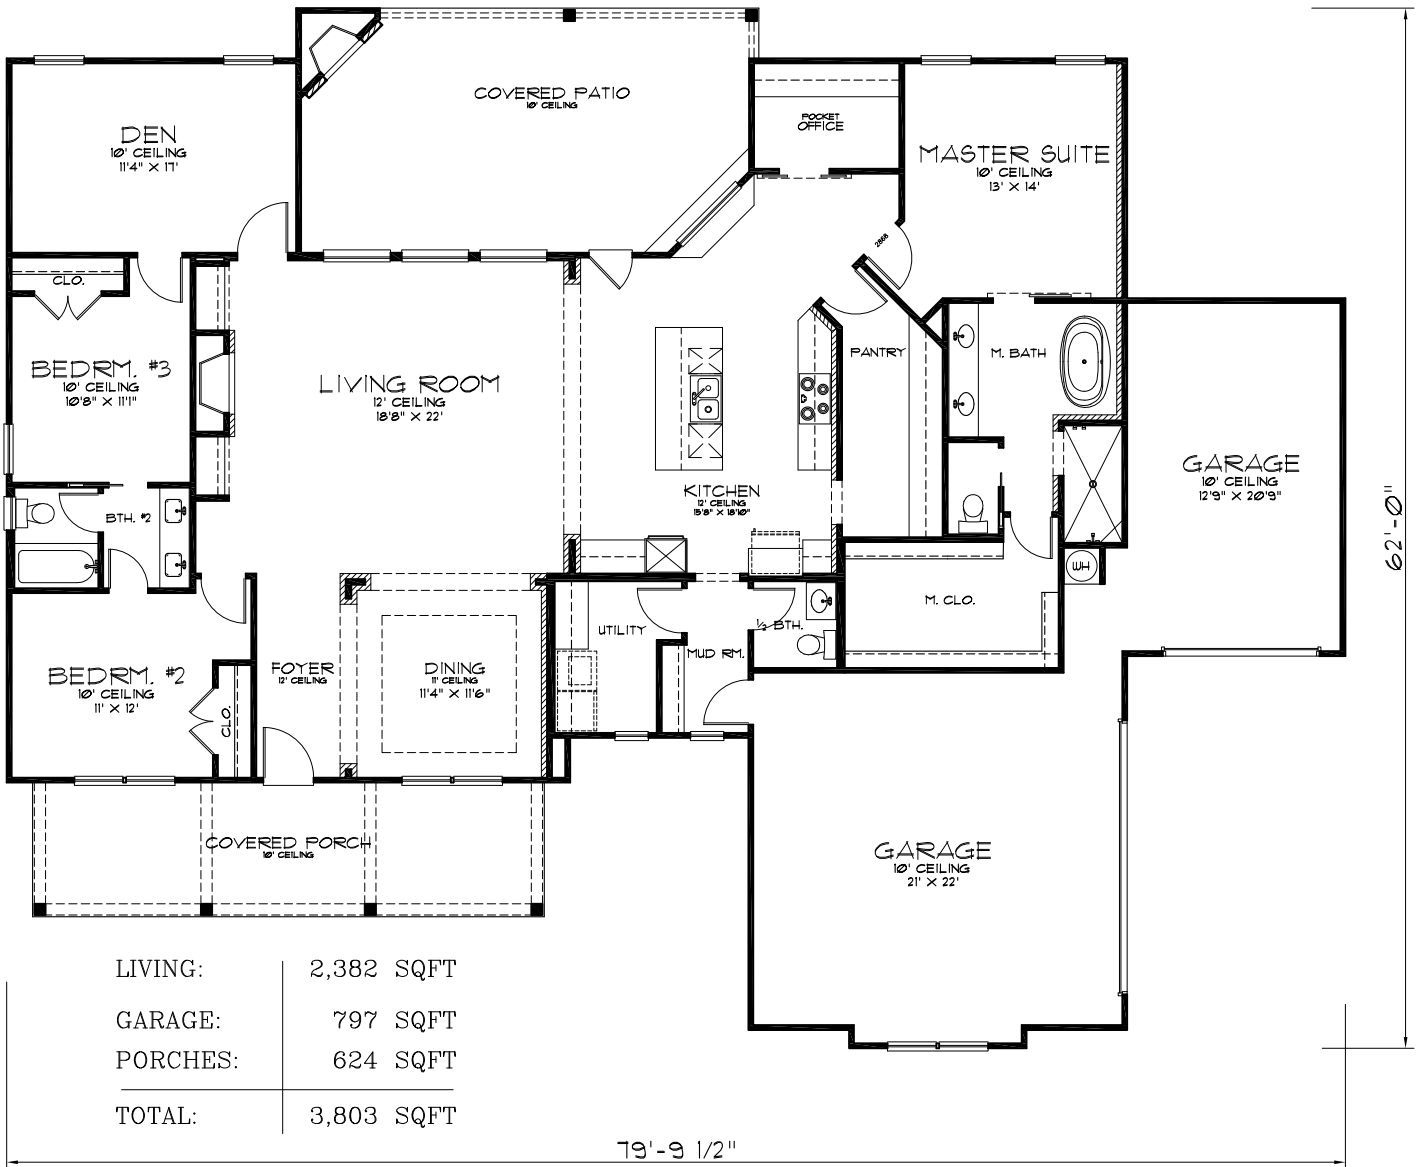 COVERED PATIO
10' CEILING
DEN
10' CEILING
11'4" X 17'
POCKET
OFFICE
MASTER SUITE
10' CEILING
13' X 14'
2868
CLO.
BEDRM. #3
10' CEILING
10'8" X 11'1"
LIVING ROOM
12' CEILING
18'8" X 22'
PANTRY
M. BATH
GARAGE
10' CEILING
12'9" X 20'9"
KITCHEN
12' CEILING
15'8" X 18'10"
BTH. #2
62'-0"
WH
M. CLO.
UTILITY
1/2 BTH.
MUD RM.
BEDRM. #2
10' CEILING
11' X 12'
CLO.
FOYER
12' CEILING
DINING
11' CEILING
11'4" X 11'6"
COVERED PORCH
10' CEILING
GARAGE
10' CEILING
21' X 22'
LIVING: 2,382 SQFT
GARAGE: 797 SQFT
PORCHES: 624 SQFT
TOTAL: 3,803 SQFT
79'-9 1/2"